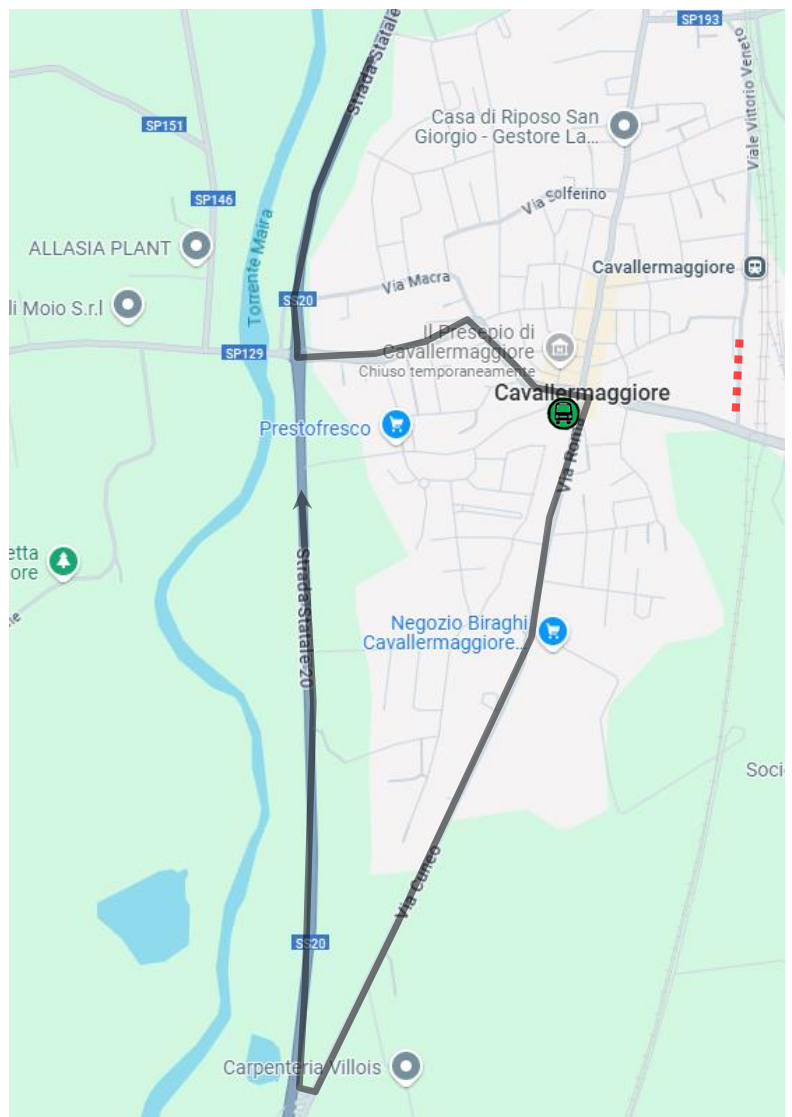 SP193
Strada Statale
Casa di Riposo San
Giorgio - Gestore La...
Viale Vittorio Veneto
SP151
SP146
Via Solferino
ALLASIA PLANT
Torrente Maira
Cavallermaggiore
Via Macra
li Moio S.r.l
SS20
Il Presepio di
Cavallermaggiore
Chiuso temporaneamente
SP129
Cavallermaggiore
Prestofresco
Via Roma
etta
ore
Strada Statale 20
Negozio Biraghi
Cavallermaggiore...
Soci
Via Cuneo
SS20
Carpenteria Villois